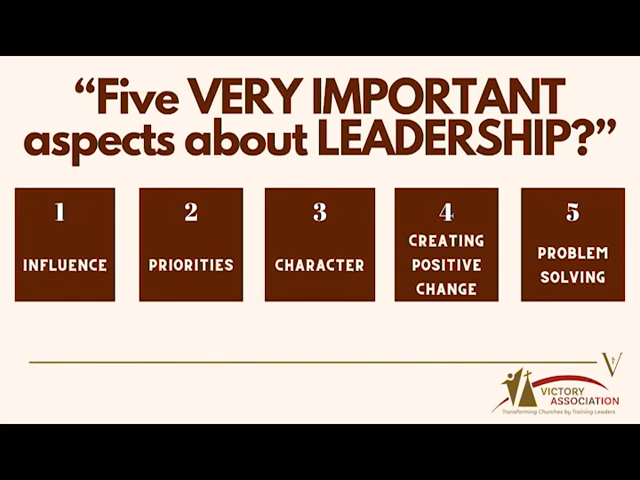 “Five VERY IMPORTANT
aspects about LEADERSHIP?”
1
INFLUENCE
2
PRIORITIES
3
CHARACTER
4
CREATING
POSITIVE
CHANGE
5
PROBLEM
SOLVING
V
VICTORY
ASSOCIATION
Transforming Churches by Training Leaders